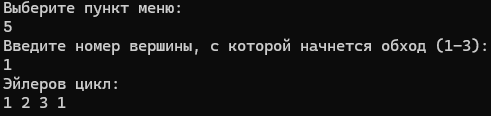 Выберите пункт меню:
5
Введите номер вершины, с которой начнется обход (1-3):
1
Эйлеров цикл:
1 2 3 1